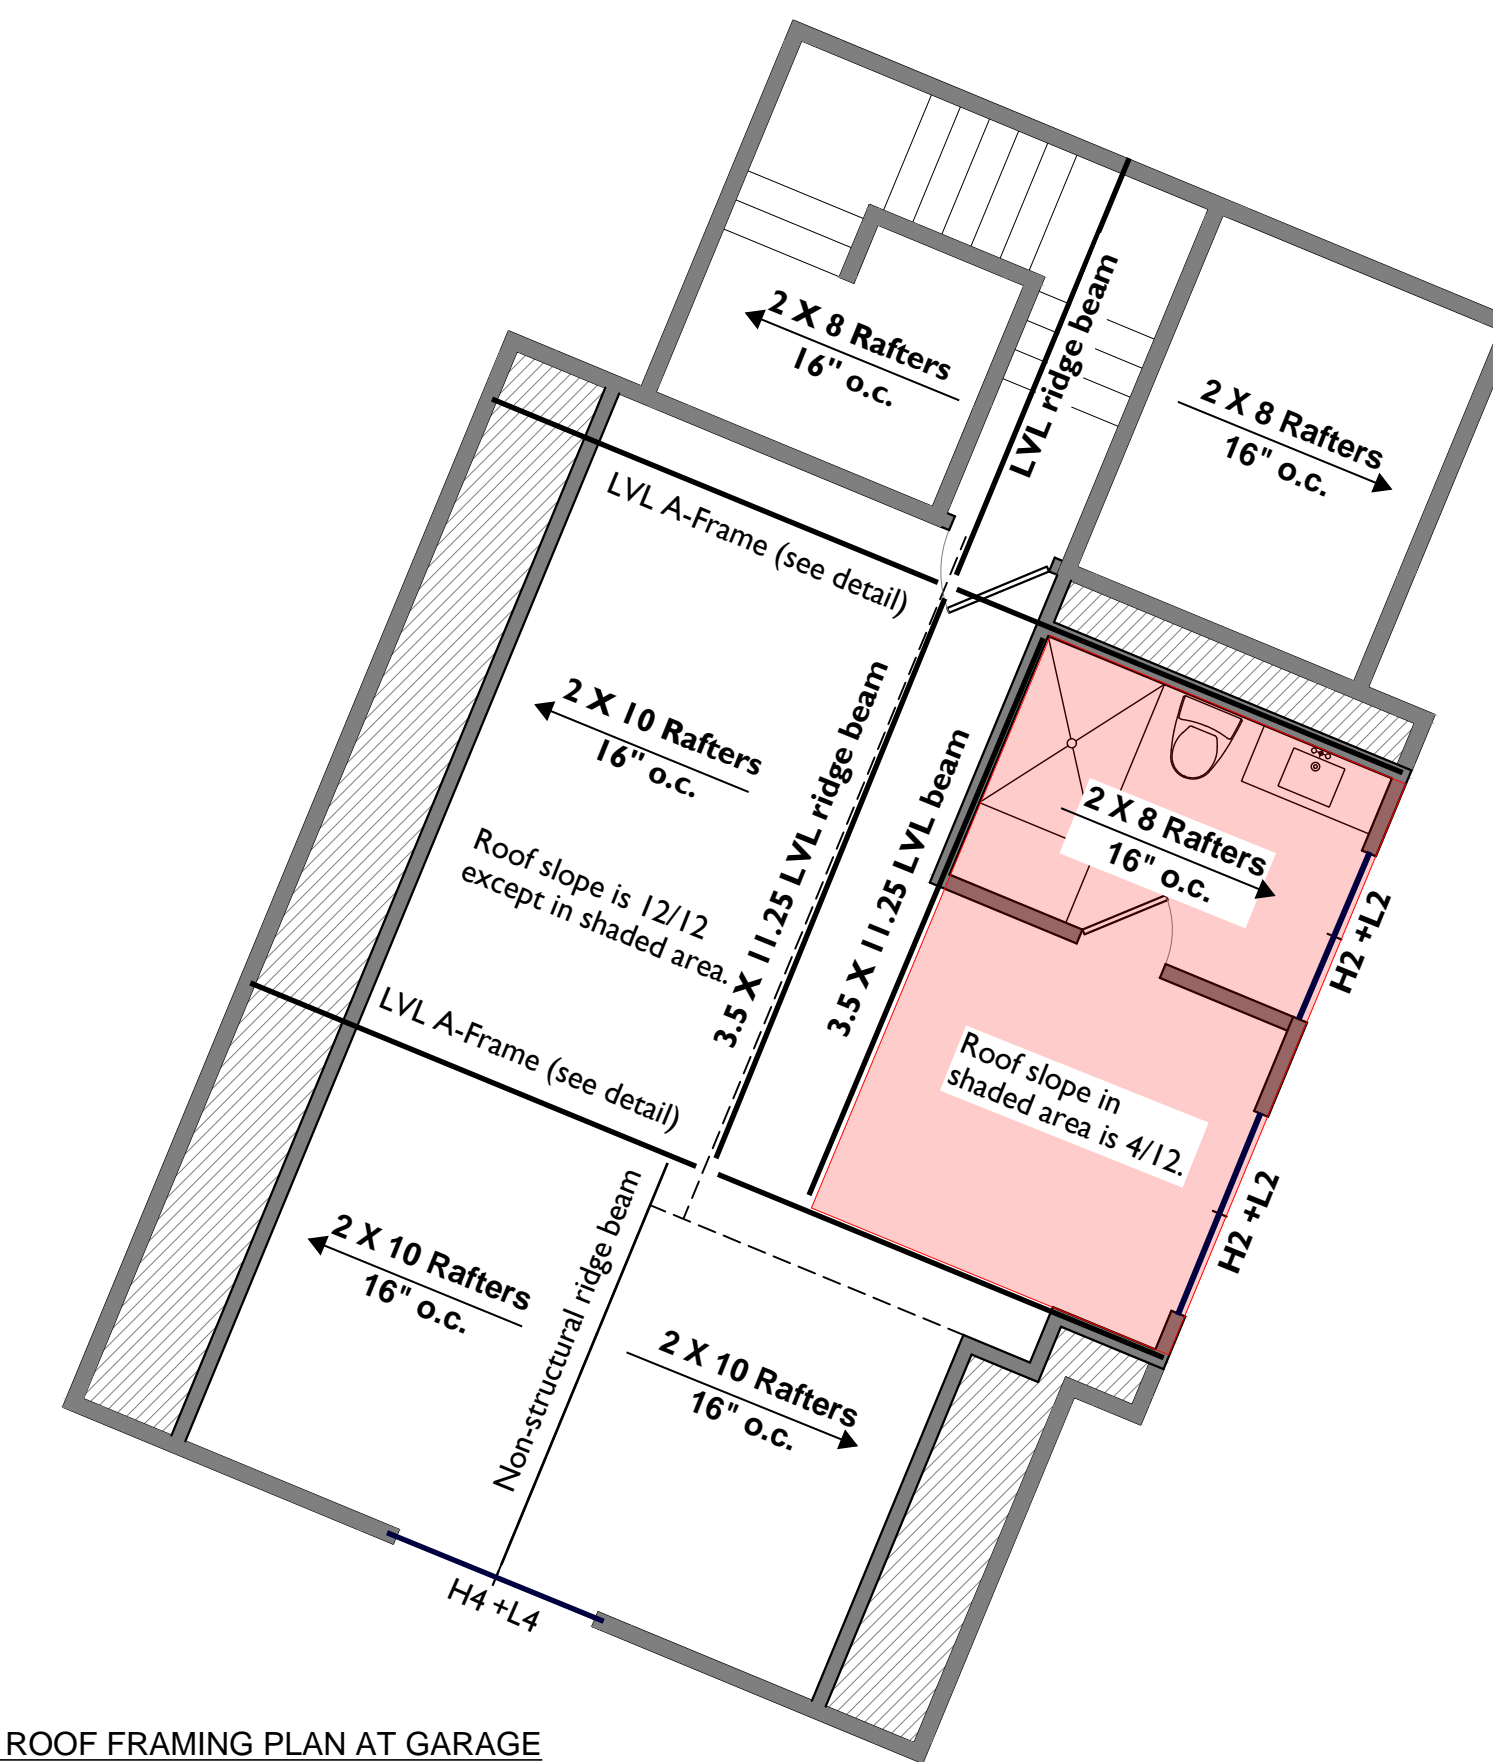 LVL ridge beam
2 X 8 Rafters
16" o.c.
2 X 8 Rafters
16" o.c.
LVL A-Frame (see detail)
2 X 10 Rafters
16" o.c.
3.5 X 11.25 LVL ridge beam
3.5 X 11.25 LVL beam
2 X 8 Rafters
16" o.c.
Roof slope is 12/12
except in shaded area.
H2 +L2
LVL A-Frame (see detail)
Roof slope in
shaded area is 4/12.
H2 +L2
2 X 10 Rafters
16" o.c.
Non-structural ridge beam
2 X 10 Rafters
16" o.c.
H4 +L4
ROOF FRAMING PLAN AT GARAGE